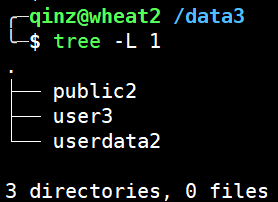 ╭─qinz@wheat2 /data3
╰─$ tree -L 1
.
├── public2
├── user3
└── userdata2

3 directories, 0 files